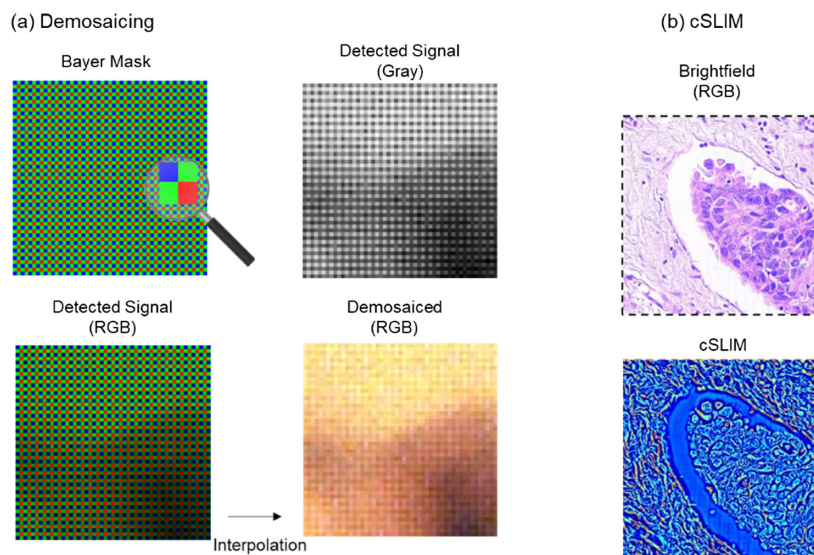 (a) Demosaicing
Bayer Mask
Detected Signal
(Gray)
Detected Signal
(RGB)
Demosaiced
(RGB)
Interpolation
(b) cSLIM
Brightfield
(RGB)
cSLIM